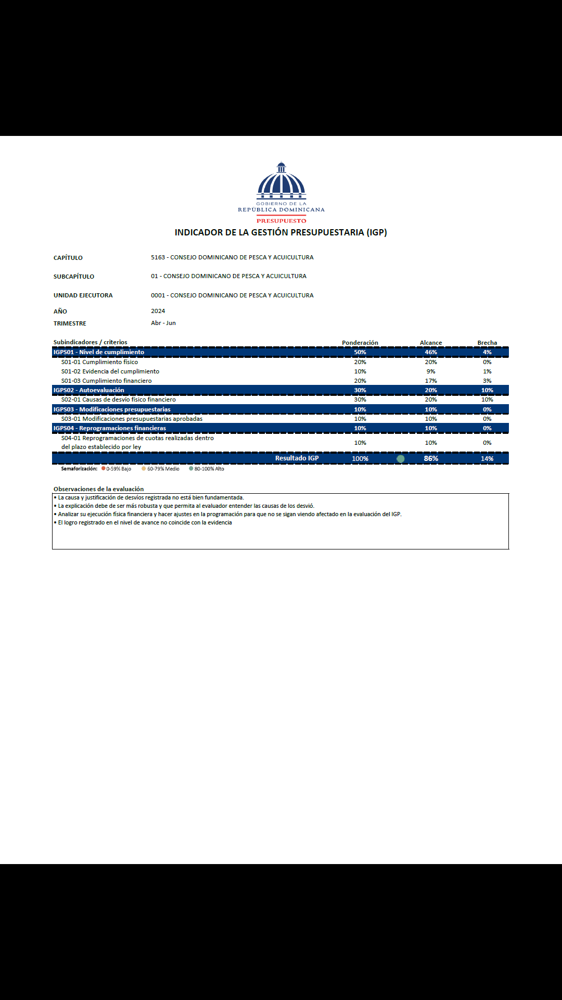 GOBIERNO DE LA
REPÚBLICA DOMINICANA
PRESUPUESTO
INDICADOR DE LA GESTIÓN PRESUPUESTARIA (IGP)
CAPÍTULO 5163 - CONSEJO DOMINICANO DE PESCA Y ACUICULTURA
SUBCAPÍTULO 01 - CONSEJO DOMINICANO DE PESCA Y ACUICULTURA
UNIDAD EJECUTORA 0001 - CONSEJO DOMINICANO DE PESCA Y ACUICULTURA
AÑO 2024
TRIMESTRE Abr - Jun
Subindicadores / criterios Ponderación Alcance Brecha
IGPS01 - Nivel de cumplimiento 50% 46% 4%
S01-01 Cumplimiento físico 20% 20% 0%
S01-02 Evidencia del cumplimiento 10% 9% 1%
S01-03 Cumplimiento financiero 20% 17% 3%
IGPS02 - Autoevaluación 30% 20% 10%
S02-01 Causas de desvío físico financiero 30% 20% 10%
IGPS03 - Modificaciones presupuestarias 10% 10% 0%
S03-01 Modificaciones presupuestarias aprobadas 10% 10% 0%
IGPS04 - Reprogramaciones financieras 10% 10% 0%
S04-01 Reprogramaciones de cuotas realizadas dentro
del plazo establecido por ley 10% 10% 0%
Resultado IGP 100% 86% 14%
Semaforización: 0-59% Bajo 60-79% Medio 80-100% Alto
Observaciones de la evaluación
• La causa y justificación de desvíos registrada no está bien fundamentada.
• La explicación debe de ser más robusta y que permita al evaluador entender las causas de los desvió.
• Analizar su ejecución física financiera y hacer ajustes en la programación para que no se sigan viendo afectado en la evaluación del IGP.
• El logro registrado en el nivel de avance no coincide con la evidencia